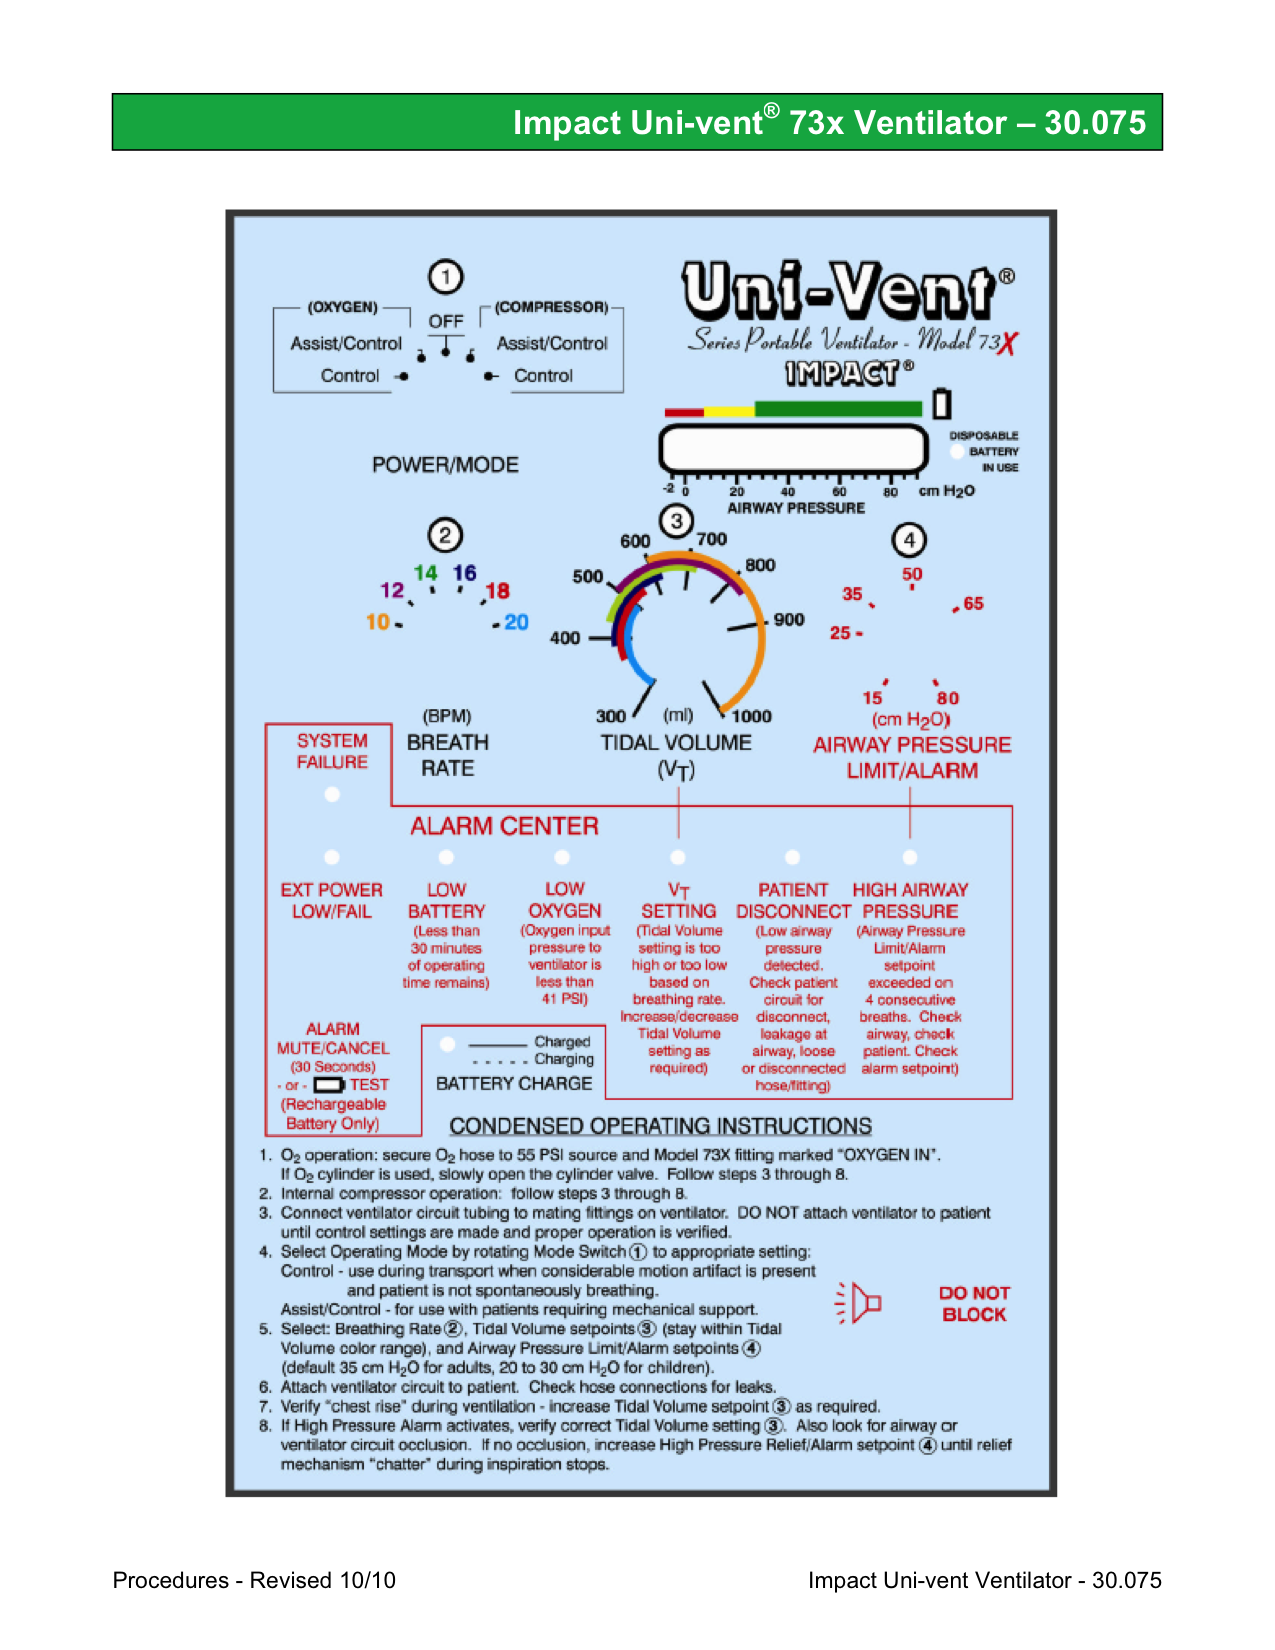 Impact Uni-vent® 73x Ventilator – 30.075
1
(OXYGEN)
OFF
(COMPRESSOR)
Assist/Control
Assist/Control
Control
Control
POWER/MODE
Uni-Vent®
Series Portable Ventilator - Model 73X
IMPACT®
DISPOSABLE
BATTERY
IN USE
-2 0 20 40 60 80 cm H2O
AIRWAY PRESSURE
2
10 12 14 16 18 20
(BPM)
BREATH
RATE
3
300 400 500 600 700 800 900 1000
(ml)
TIDAL VOLUME
(VT)
4
15 25 35 50 65 80
(cm H2O)
AIRWAY PRESSURE
LIMIT/ALARM
SYSTEM
FAILURE
ALARM CENTER
EXT POWER
LOW/FAIL
LOW
BATTERY
(Less than
30 minutes
of operating
time remains)
LOW
OXYGEN
(Oxygen input
pressure to
ventilator is
less than
41 PSI)
VT
SETTING
(Tidal Volume
setting is too
high or too low
based on
breathing rate.
Increase/decrease
Tidal Volume
setting as
required)
PATIENT
DISCONNECT
(Low airway
pressure
detected.
Check patient
circuit for
disconnect,
leakage at
airway, loose
or disconnected
hose/fitting)
HIGH AIRWAY
PRESSURE
(Airway Pressure
Limit/Alarm
setpoint
exceeded on
4 consecutive
breaths. Check
airway, check
patient. Check
alarm setpoint)
ALARM
MUTE/CANCEL
(30 Seconds)
- or - TEST
(Rechargeable
Battery Only)
Charged
Charging
BATTERY CHARGE
CONDENSED OPERATING INSTRUCTIONS
1. O2 operation: secure O2 hose to 55 PSI source and Model 73X fitting marked “OXYGEN IN”.
If O2 cylinder is used, slowly open the cylinder valve. Follow steps 3 through 8.
2. Internal compressor operation: follow steps 3 through 8.
3. Connect ventilator circuit tubing to mating fittings on ventilator. DO NOT attach ventilator to patient
until control settings are made and proper operation is verified.
4. Select Operating Mode by rotating Mode Switch ① to appropriate setting:
Control - use during transport when considerable motion artifact is present
and patient is not spontaneously breathing.
Assist/Control - for use with patients requiring mechanical support.
5. Select: Breathing Rate ②, Tidal Volume setpoints ③ (stay within Tidal
Volume color range), and Airway Pressure Limit/Alarm setpoints ④
(default 35 cm H2O for adults, 20 to 30 cm H2O for children).
6. Attach ventilator circuit to patient. Check hose connections for leaks.
7. Verify “chest rise” during ventilation - increase Tidal Volume setpoint ③ as required.
8. If High Pressure Alarm activates, verify correct Tidal Volume setting ③. Also look for airway or
ventilator circuit occlusion. If no occlusion, increase High Pressure Relief/Alarm setpoint ④ until relief
mechanism “chatter” during inspiration stops.
DO NOT
BLOCK
Procedures - Revised 10/10
Impact Uni-vent Ventilator - 30.075